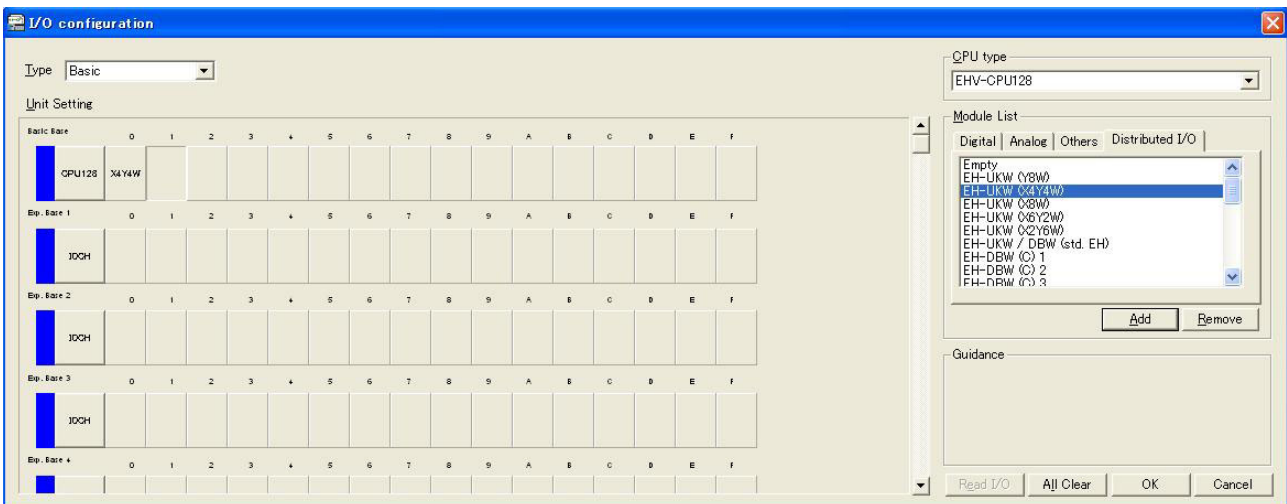 I/O configuration
Type Basic
Unit Setting
Basic Base 0 1 2 3 4 5 6 7 8 9 A B C D E F
CPU128 X4Y4W
Exp. Base 1 0 1 2 3 4 5 6 7 8 9 A B C D E F
IOCH
Exp. Base 2 0 1 2 3 4 5 6 7 8 9 A B C D E F
IOCH
Exp. Base 3 0 1 2 3 4 5 6 7 8 9 A B C D E F
IOCH
Exp. Base 4 0 1 2 3 4 5 6 7 8 9 A B C D E F
CPU type
EHV-CPU128
Module List
Digital Analog Others Distributed I/O
Empty
EH-UKW (Y8W)
EH-UKW (X4Y4W)
EH-UKW (X8W)
EH-UKW (X6Y2W)
EH-UKW (X2Y6W)
EH-UKW / DBW (std. EH)
EH-DBW (C) 1
EH-DBW (C) 2
EH-DBW (C) 3
Add Remove
Guidance
Read I/O All Clear OK Cancel